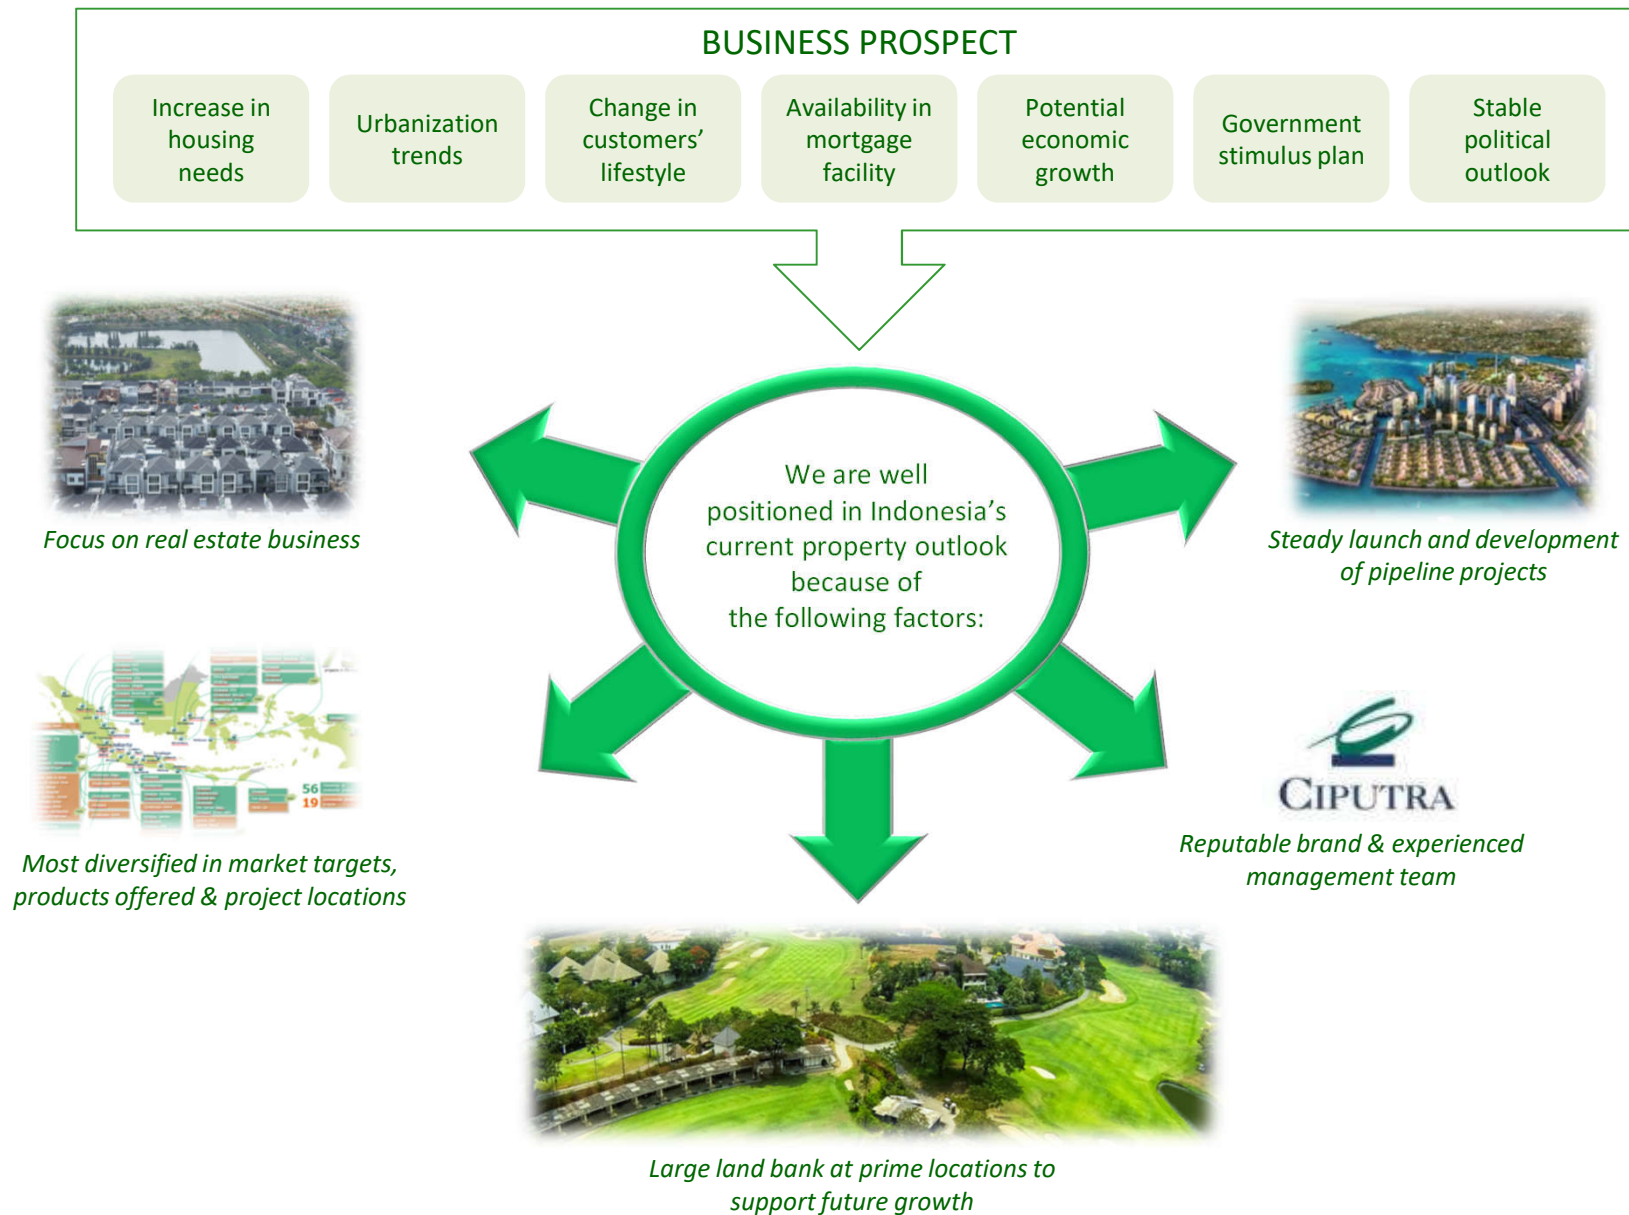 BUSINESS PROSPECT
Increase in
housing
needs
Urbanization
trends
Change in
customers’
lifestyle
Availability in
mortgage
facility
Potential
economic
growth
Government
stimulus plan
Stable
political
outlook
We are well
positioned in Indonesia’s
current property outlook
because of
the following factors:
Focus on real estate business
Steady launch and development
of pipeline projects
56
19
Most diversified in market targets,
products offered & project locations
CIPUTRA
Reputable brand & experienced
management team
Large land bank at prime locations to
support future growth